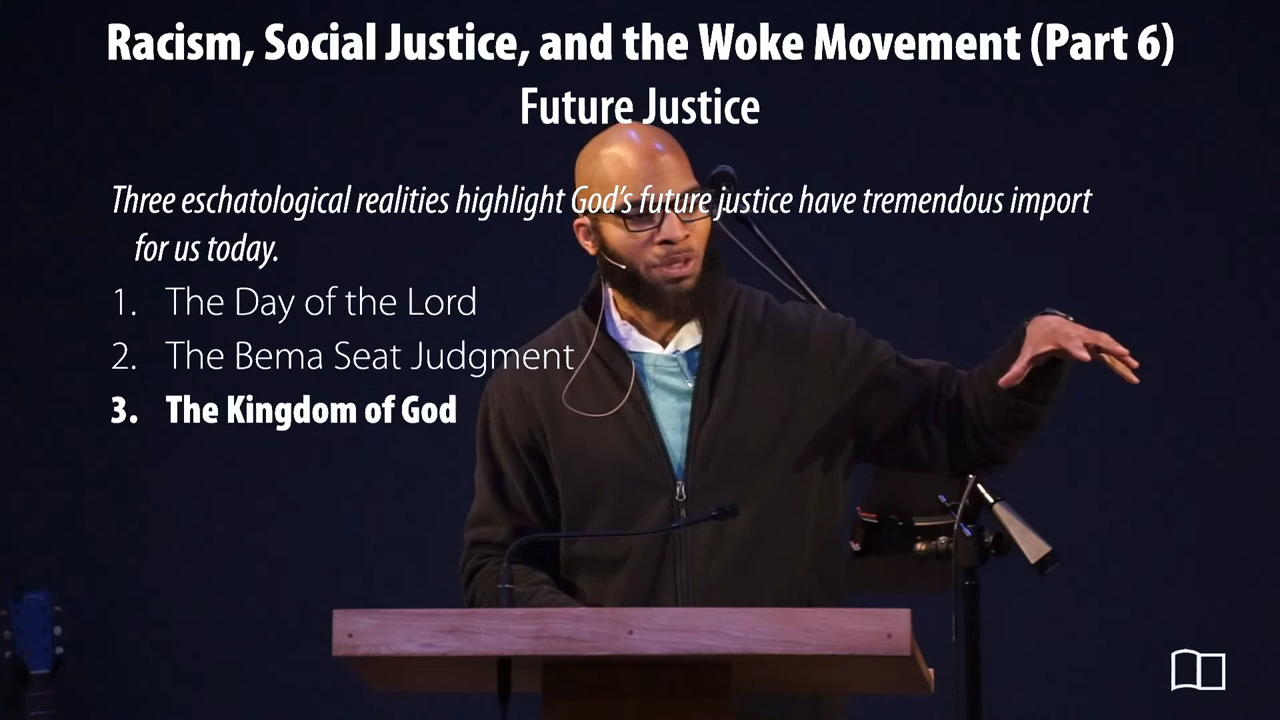 Racism, Social Justice, and the Woke Movement (Part 6)
Future Justice
Three eschatological realities highlight God's future justice have tremendous import
for us today.
1. The Day of the Lord
2. The Bema Seat Judgment
3. The Kingdom of God